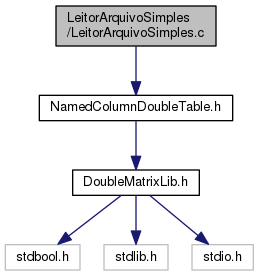 LeitorArquivoSimples
/LeitorArquivoSimples.c
NamedColumnDoubleTable.h
DoubleMatrixLib.h
stdbool.h
stdlib.h
stdio.h